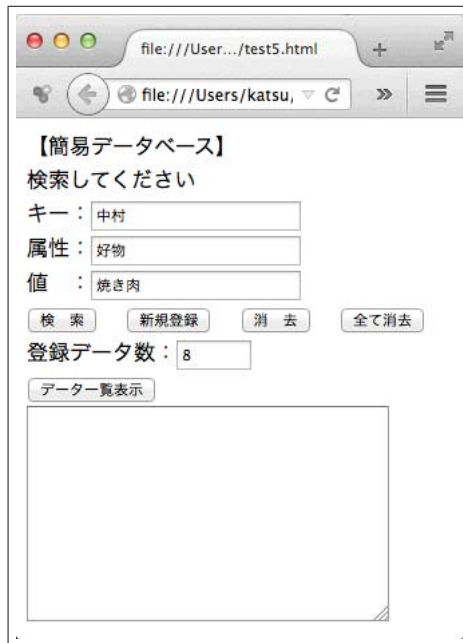 file:///User.../test5.html
file:///Users/katsu,
【簡易データベース】
検索してください
キー：中村
属性：好物
値　：焼き肉
検　索　新規登録　消　去　全て消去
登録データ数：8
データ一覧表示